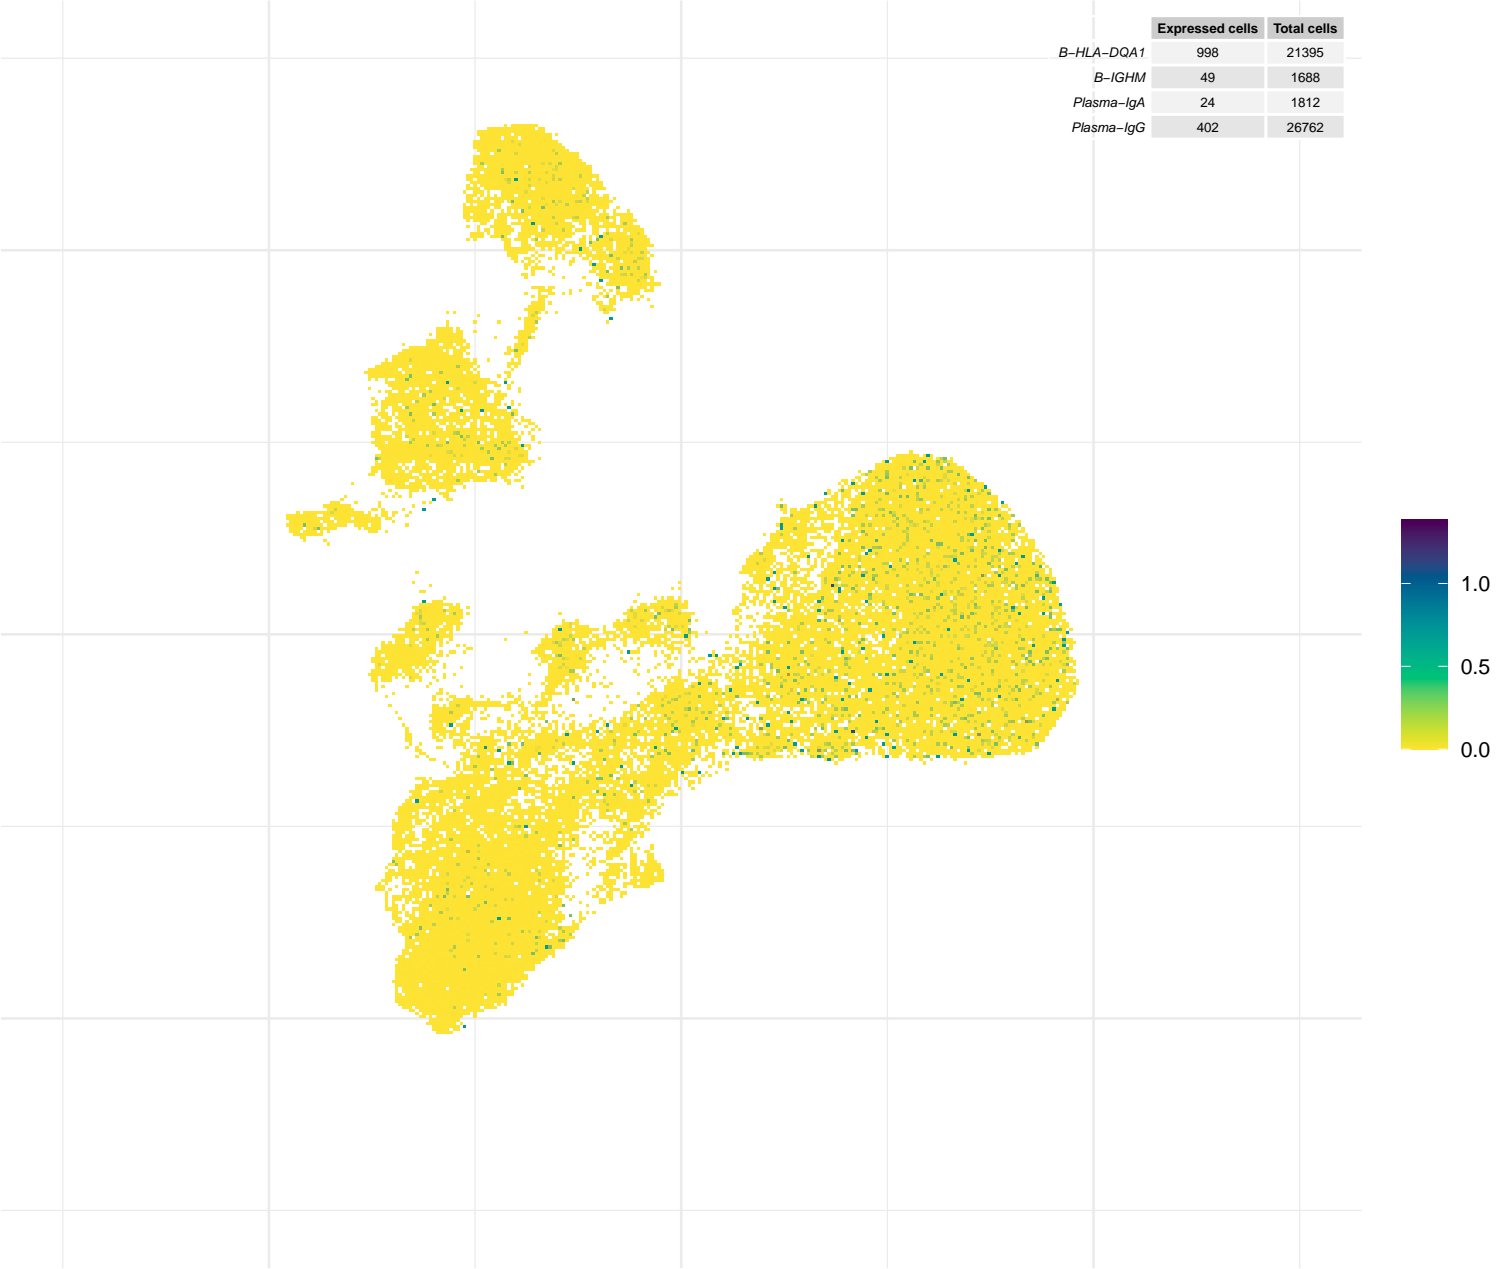 Expressed cells Total cells
B−HLA−DQA1 998 21395
B−IGHM 49 1688
Plasma−IgA 24 1812
Plasma−IgG 402 26762
1.0
0.5
0.0